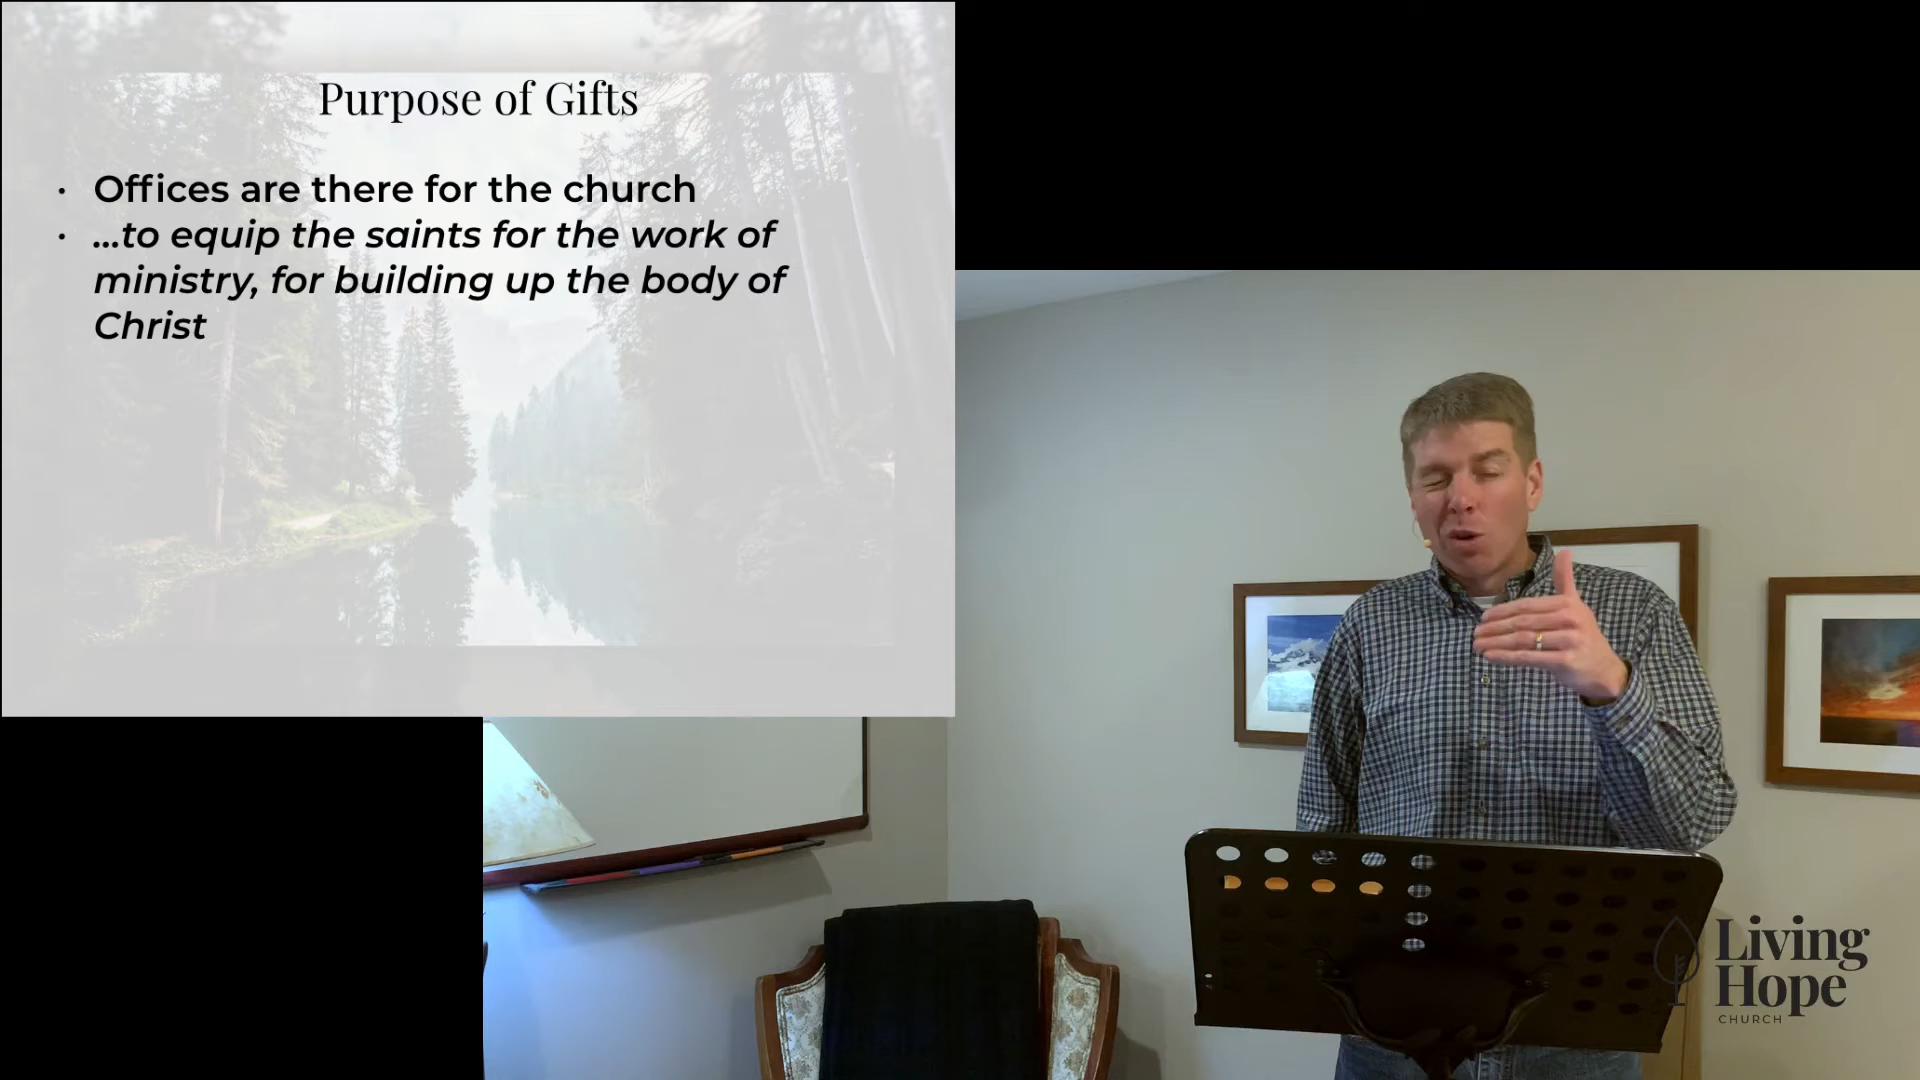 Purpose of Gifts
• Offices are there for the church
• ...to equip the saints for the work of
ministry, for building up the body of
Christ
Living
Hope
CHURCH